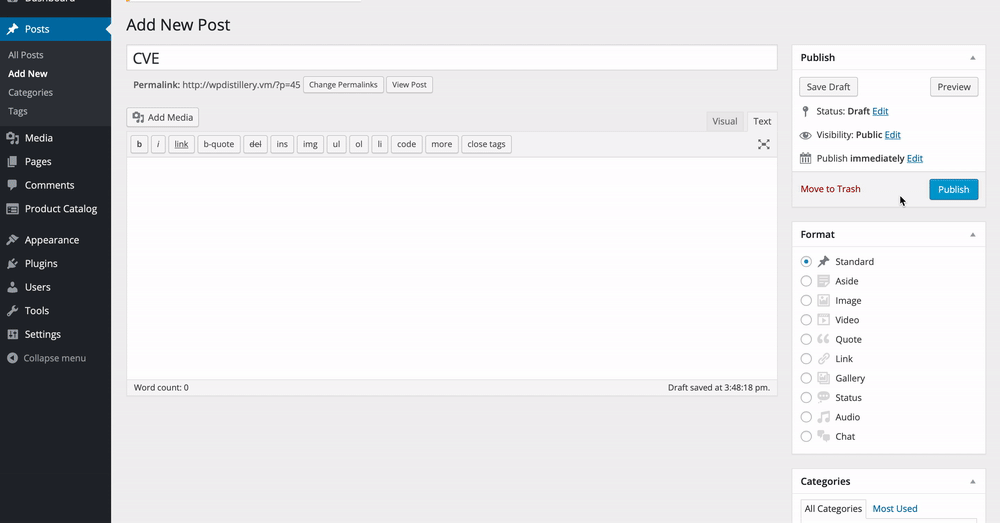 Dashboard
Posts
All Posts
Add New
Categories
Tags
Media
Pages
Comments
Product Catalog
Appearance
Plugins
Users
Tools
Settings
Collapse menu
Add New Post
CVE
Permalink: http://wpdistillery.vm/?p=45 Change Permalinks View Post
Add Media
Visual Text
b i link b-quote del ins img ul ol li code more close tags
Word count: 0 Draft saved at 3:48:18 pm.
Publish
Save Draft Preview
Status: Draft Edit
Visibility: Public Edit
Publish immediately Edit
Move to Trash Publish
Format
Standard
Aside
Image
Video
Quote
Link
Gallery
Status
Audio
Chat
Categories
All Categories Most Used